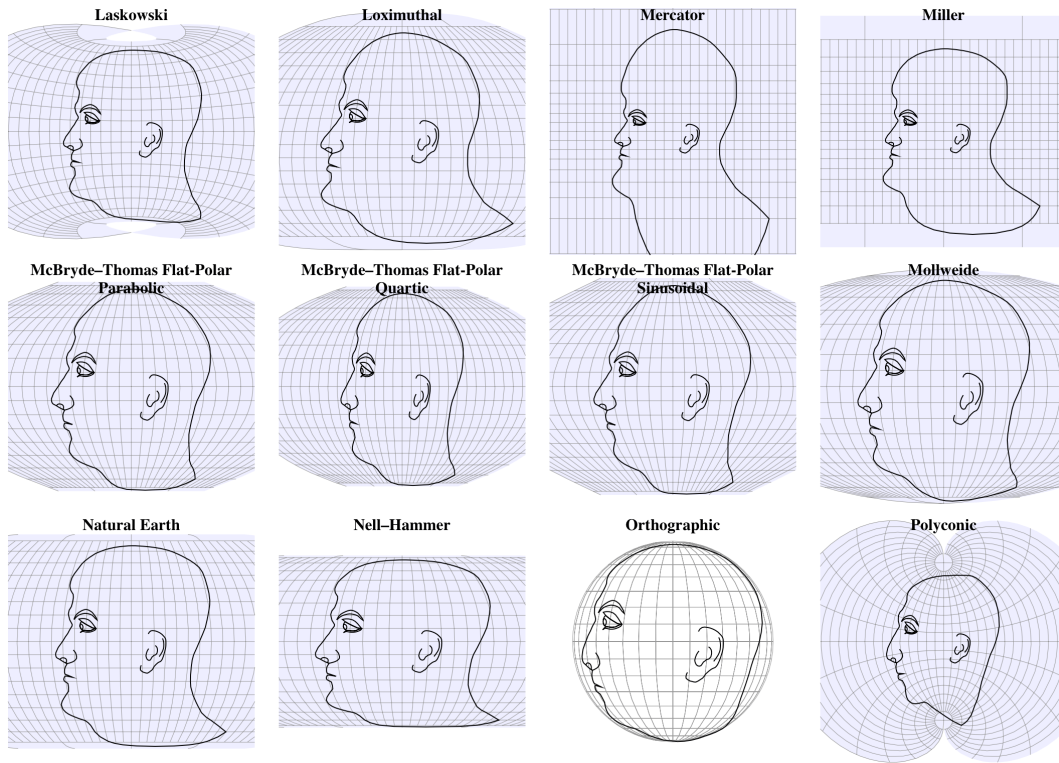 Laskowski
Loximuthal
Mercator
Miller
McBryde–Thomas Flat-Polar
Parabolic
McBryde–Thomas Flat-Polar
Quartic
McBryde–Thomas Flat-Polar
Sinusoidal
Mollweide
Natural Earth
Nell–Hammer
Orthographic
Polyconic